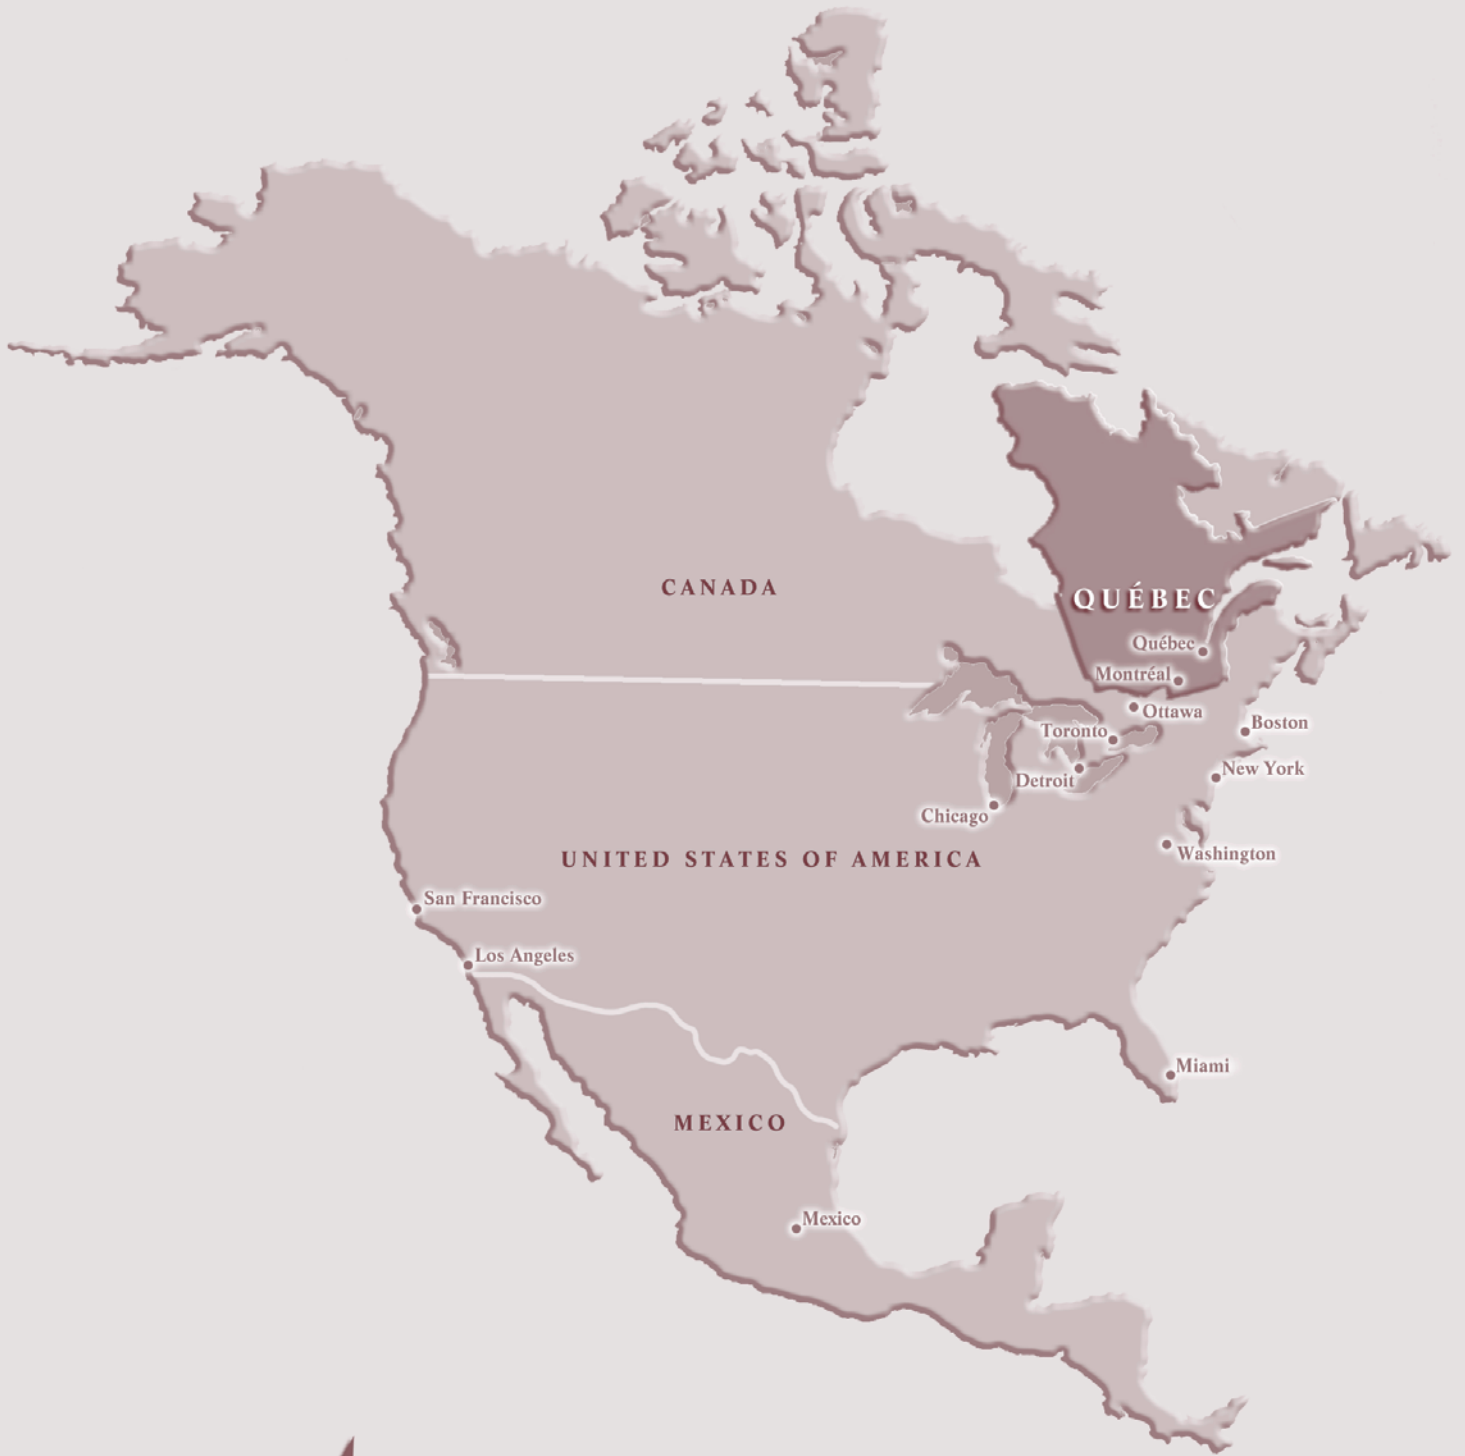 CANADA
QUÉBEC
Québec
Montréal
Ottawa
Boston
Toronto
New York
Detroit
Chicago
Washington
UNITED STATES OF AMERICA
San Francisco
Los Angeles
Miami
MEXICO
Mexico